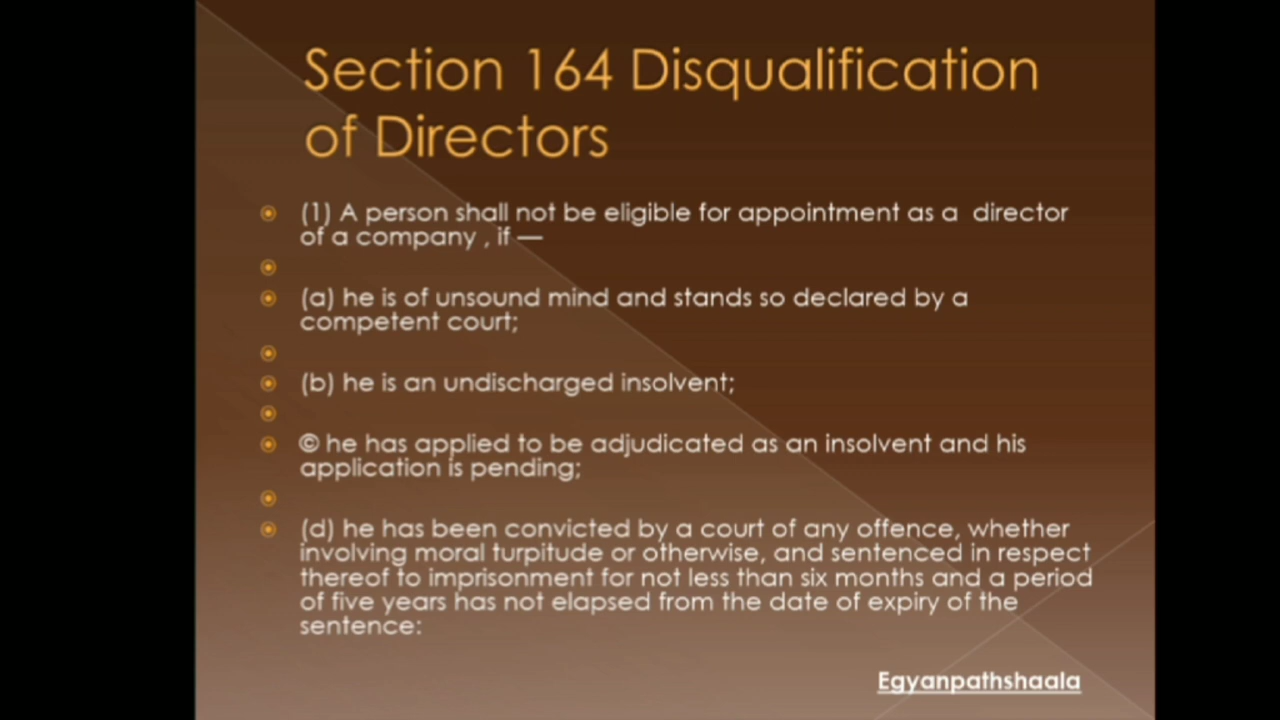 Section 164 Disqualification
of Directors
(1) A person shall not be eligible for appointment as a director
of a company , if —
(a) he is of unsound mind and stands so declared by a
competent court;
(b) he is an undischarged insolvent;
© he has applied to be adjudicated as an insolvent and his
application is pending;
(d) he has been convicted by a court of any offence, whether
involving moral turpitude or otherwise, and sentenced in respect
thereof to imprisonment for not less than six months and a period
of five years has not elapsed from the date of expiry of the
sentence:
Egyanpathshaala